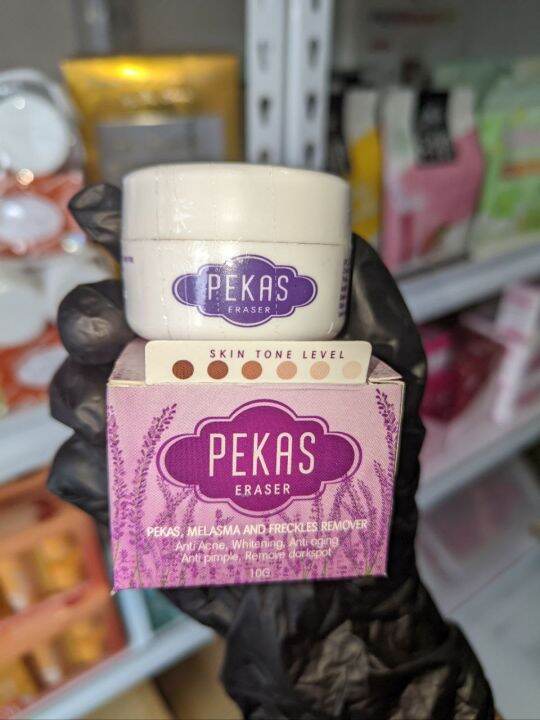 PEKAS
ERASER
SKIN TONE LEVEL
PEKAS
ERASER
PEKAS, MELASMA AND FRECKLES REMOVER
Anti Acne, Whitening, Anti aging
Anti pimple, Remove darkspot
10G